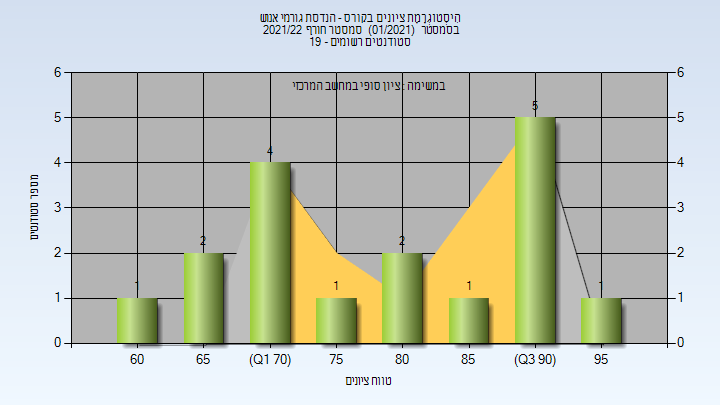 הִיסְטוֹגְרָמַת ציונים בקורס - הנדסת גורמי אנוש
בסמסטר (01/2021) סמסטר חורף 2021/22
סטודנטים רשומים - 19
במשימה : ציון סופי במחשב המרכזי
6 6
5 5
4 4
3 3
2 2
1 1
0 0
1 2 4 1 2 1 5 1
מספר סטודנטים
60 65 (Q1 70) 75 80 85 (Q3 90) 95
טווח ציונים